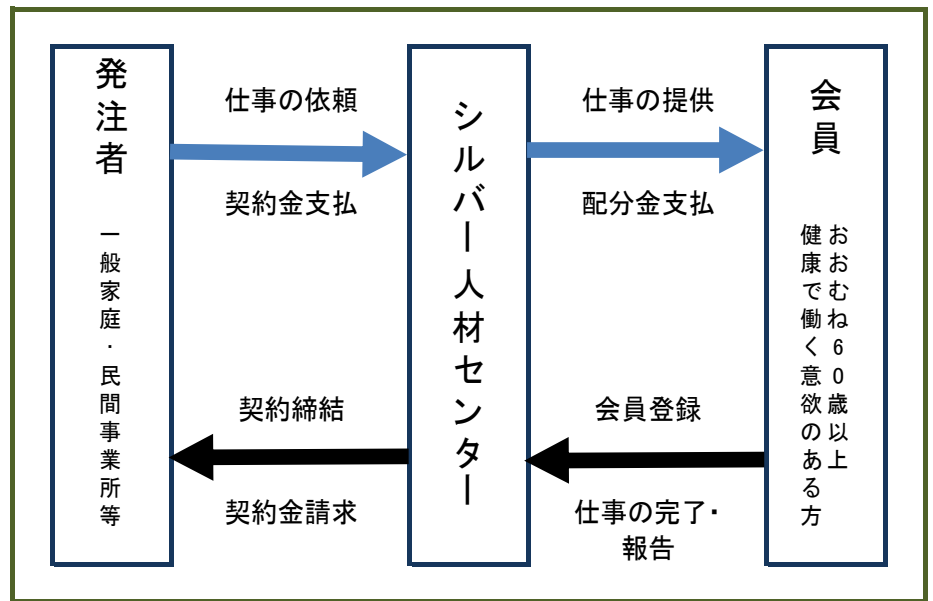 発注者
一般家庭・民間事業所等
仕事の依頼
契約金支払
契約締結
契約金請求
シルバー人材センター
仕事の提供
配分金支払
会員登録
仕事の完了・
報告
会員
おおむね60歳以上
健康で働く意欲のある方